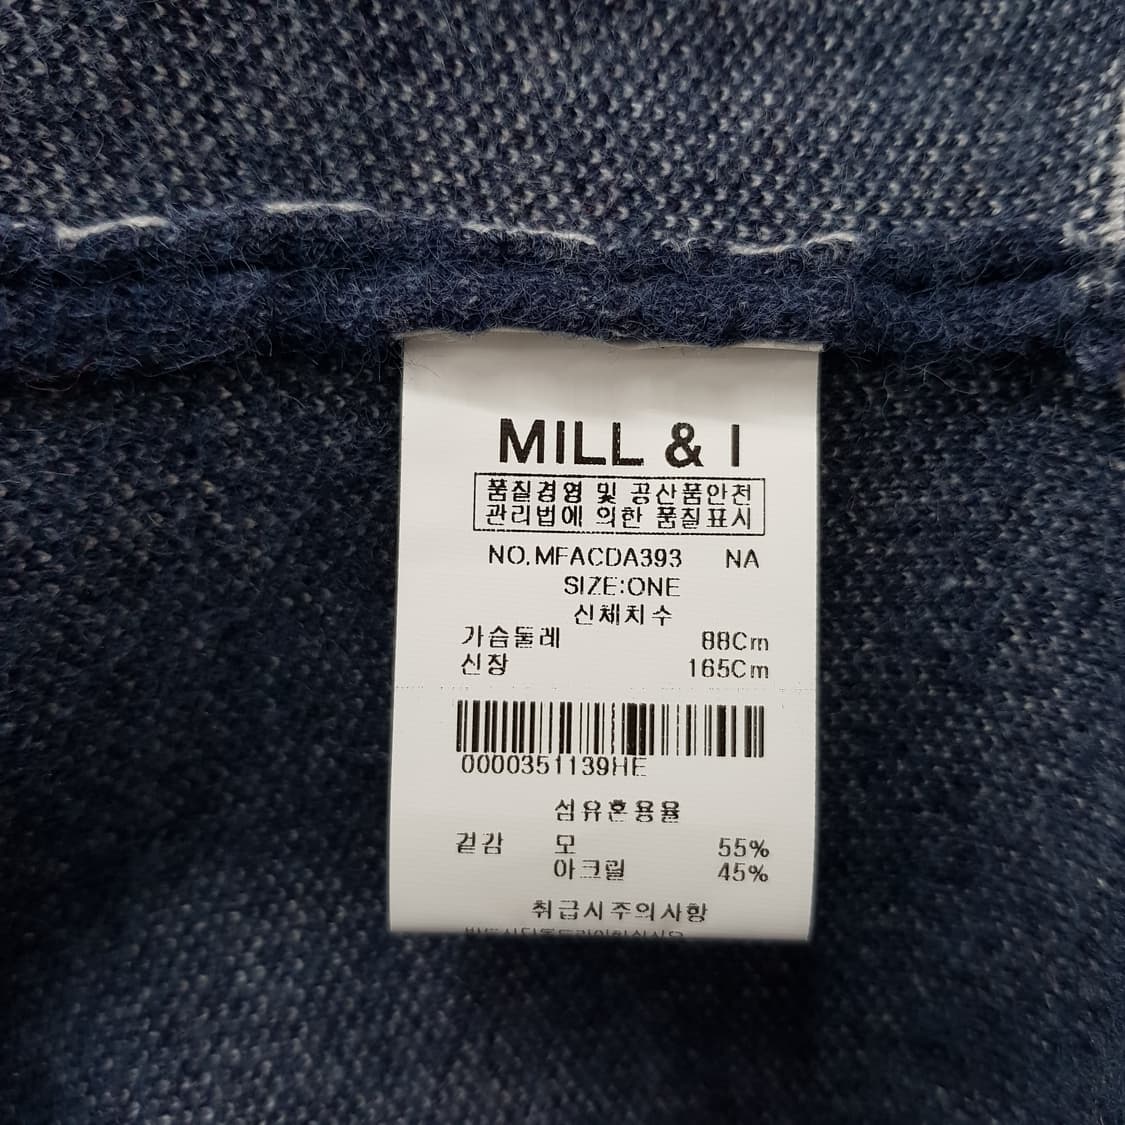 MILL & I
품질경영 및 공산품안전
관리법에 의한 품질표시
NO.MFACDA393 NA
SIZE:ONE
신체치수
가슴둘레 88Cm
신장 165Cm
0000351139HE
섬유혼용율
겉감 모 55%
아크릴 45%
취급시주의사항